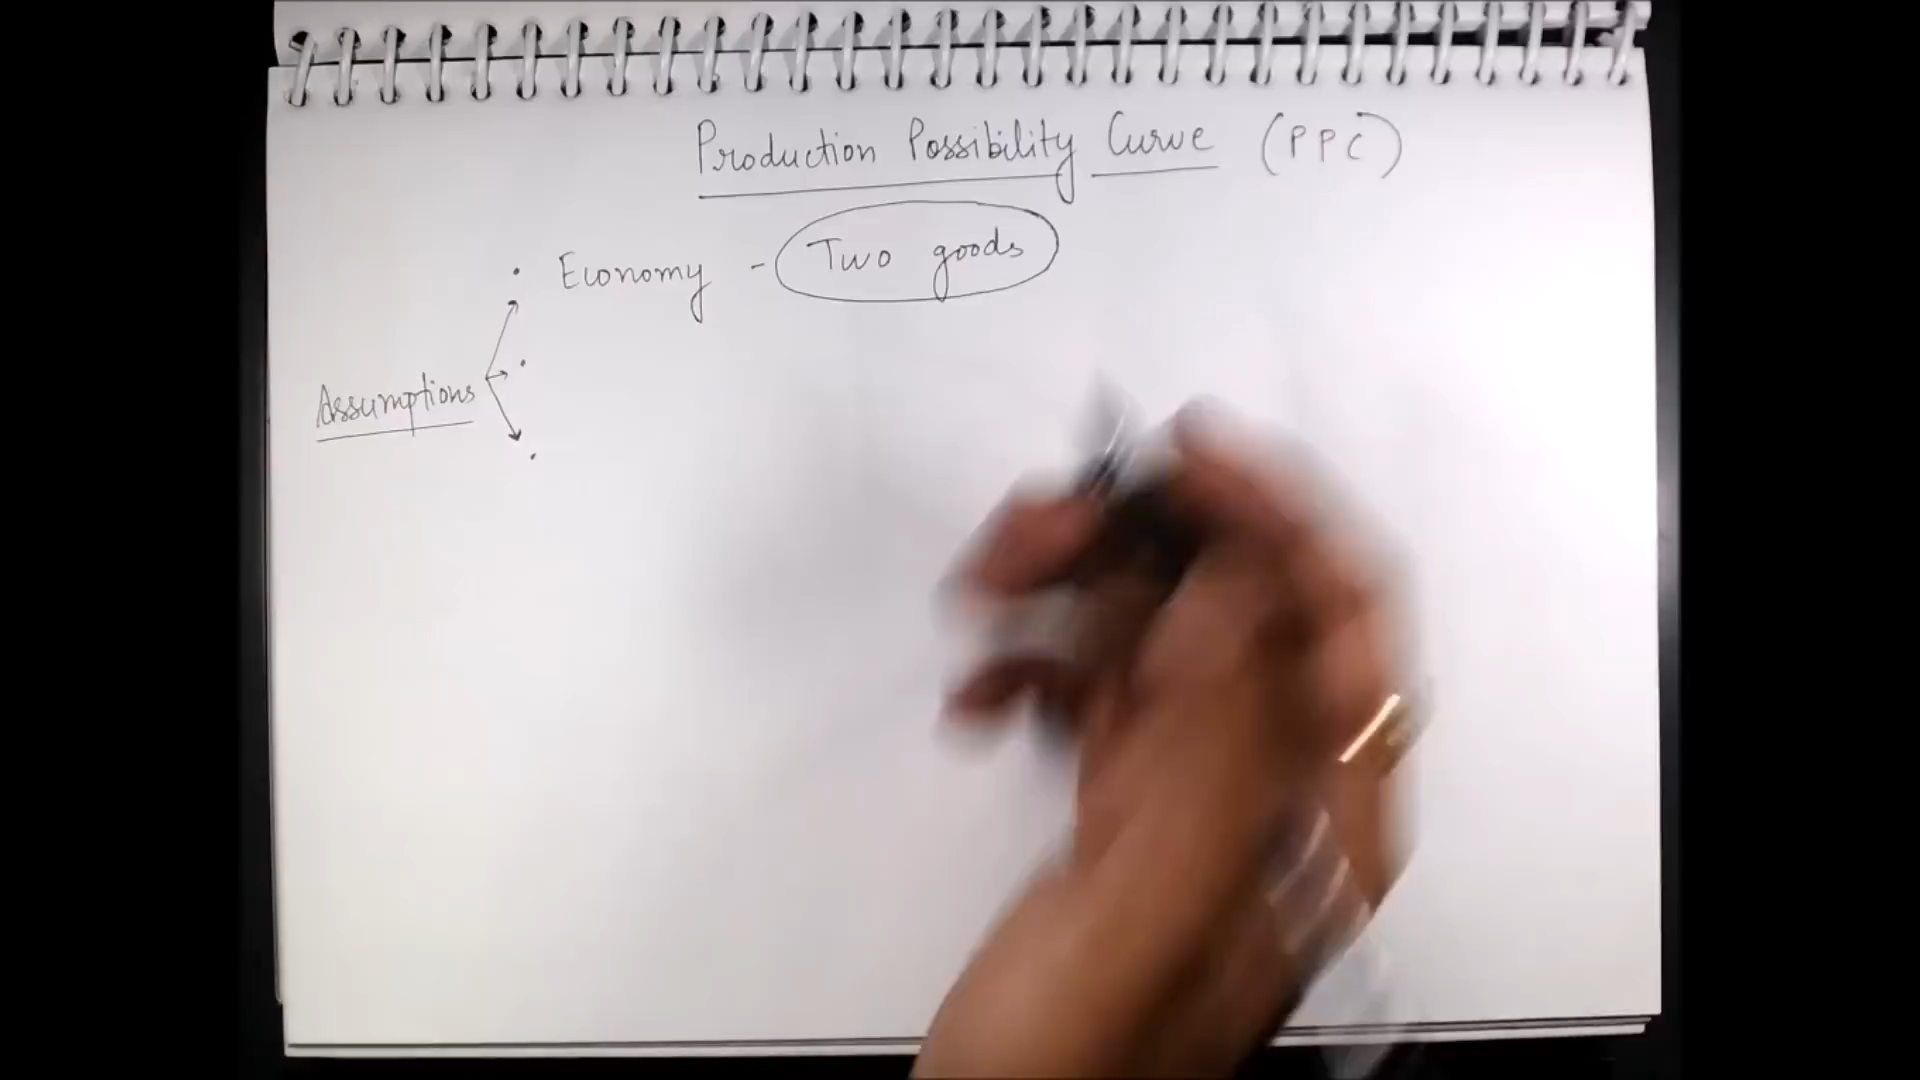 Production Possibility Curve (PPC)
• Economy - Two goods
Assumptions